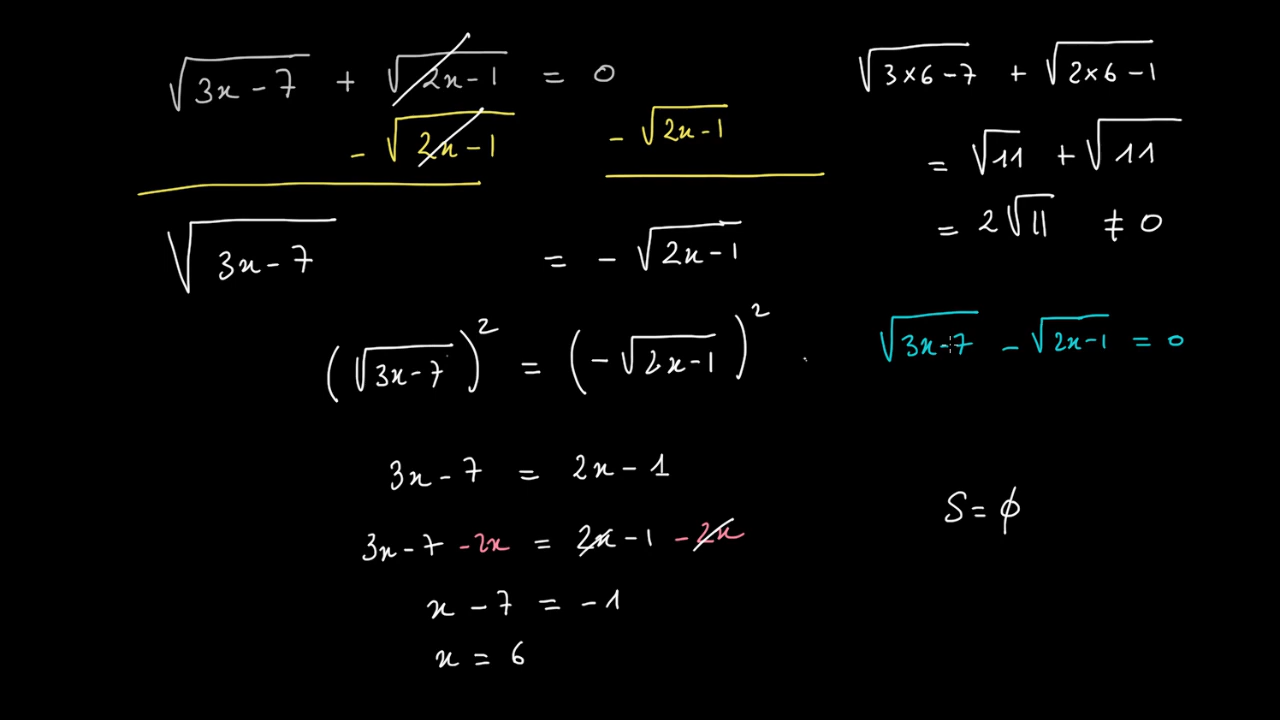 √(3x-7) + √(2x-1) = 0
- √(2x-1) - √(2x-1)
√(3x-7) = - √(2x-1)
(√(3x-7))² = (-√(2x-1))²
3x-7 = 2x-1
3x-7 -2x = 2x-1 -2x
x-7 = -1
x = 6
√(3×6-7) + √(2×6-1)
= √11 + √11
= 2√11 ≠ 0
√(3x-7) - √(2x-1) = 0
S = ϕ